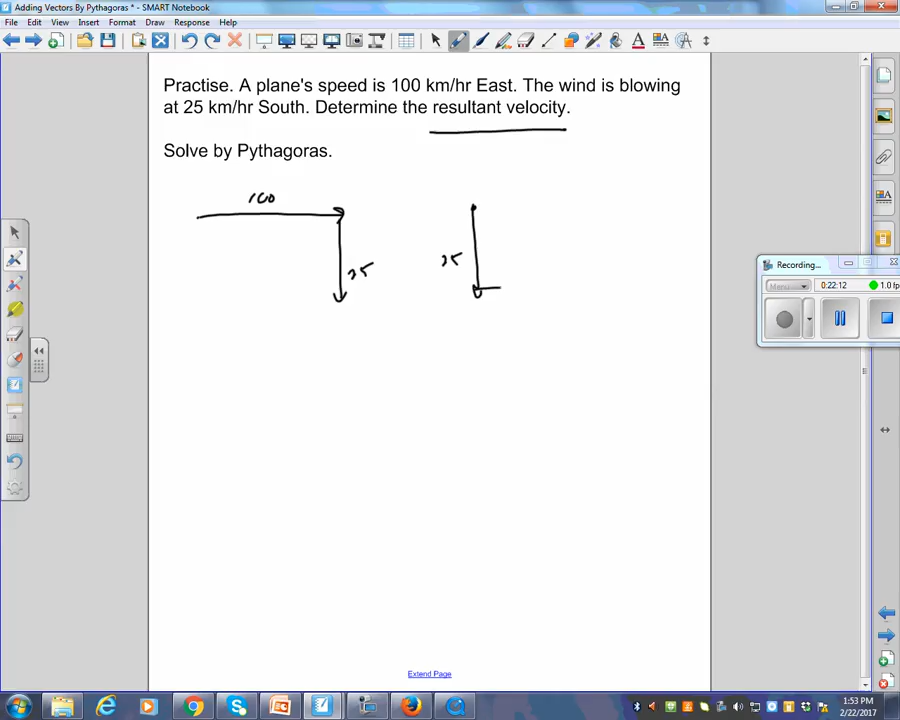 Adding Vectors By Pythagoras * - SMART Notebook
File Edit View Insert Format Draw Response Help
Practise. A plane's speed is 100 km/hr East. The wind is blowing
at 25 km/hr South. Determine the resultant velocity.
Solve by Pythagoras.
100
25
25
Recording...
Menu
0:22:12
1.0 fp
Extend Page
1:53 PM
2/22/2017